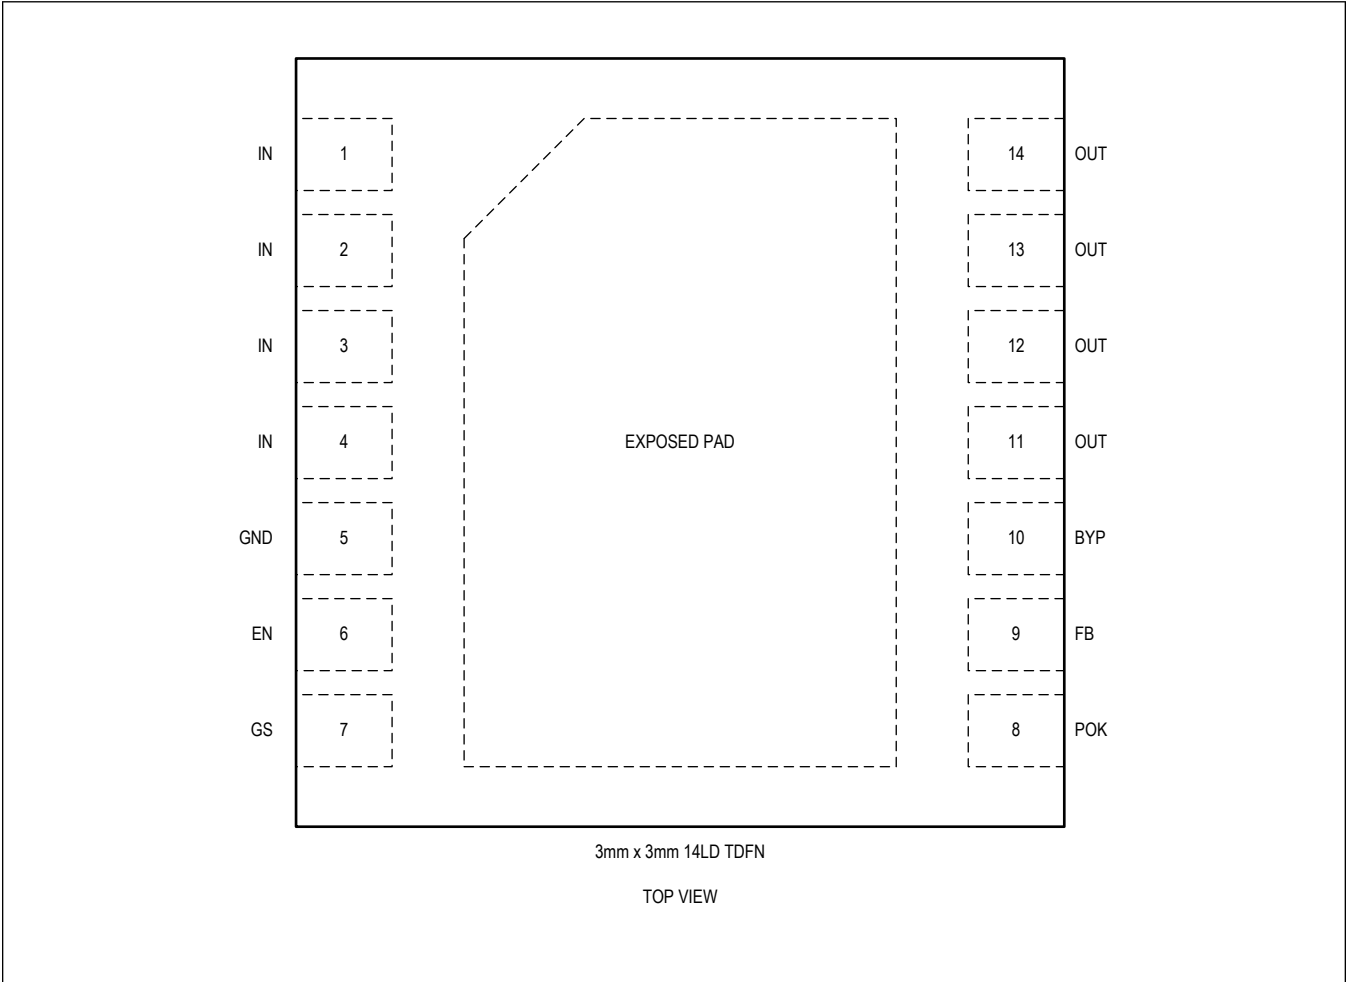 IN 1 14 OUT
IN 2 13 OUT
IN 3 12 OUT
IN 4 EXPOSED PAD 11 OUT
GND 5 10 BYP
EN 6 9 FB
GS 7 8 POK
3mm x 3mm 14LD TDFN
TOP VIEW